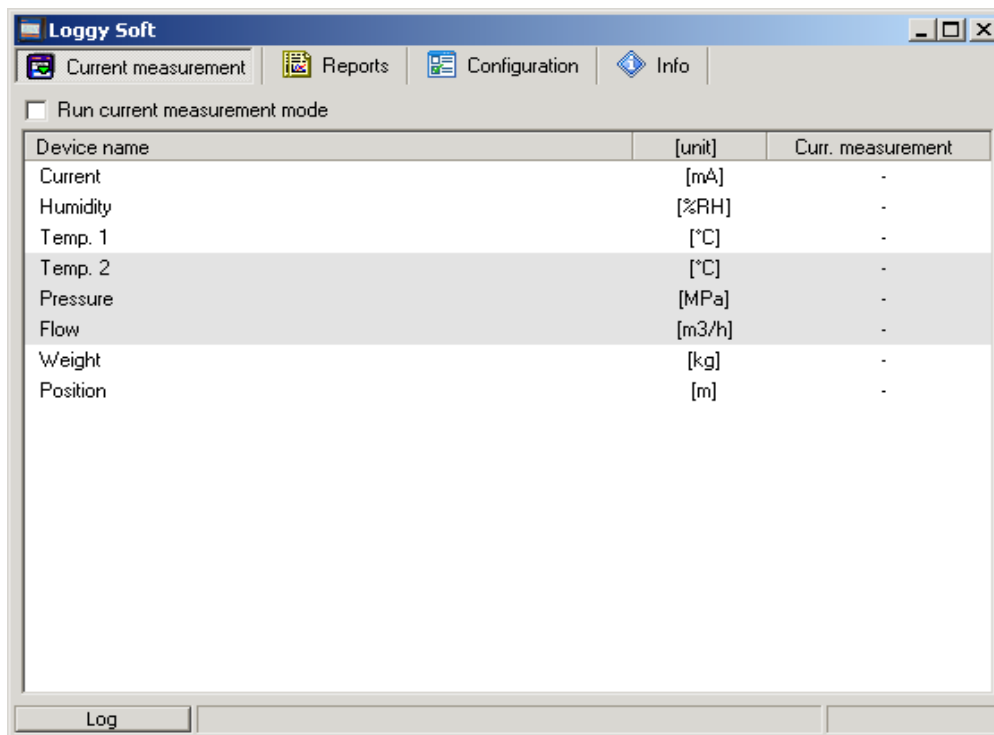 Loggy Soft
Current measurement Reports Configuration Info
Run current measurement mode
Device name [unit] Curr. measurement
Current [mA] -
Humidity [%RH] -
Temp. 1 [°C] -
Temp. 2 [°C] -
Pressure [MPa] -
Flow [m3/h] -
Weight [kg] -
Position [m] -
Log